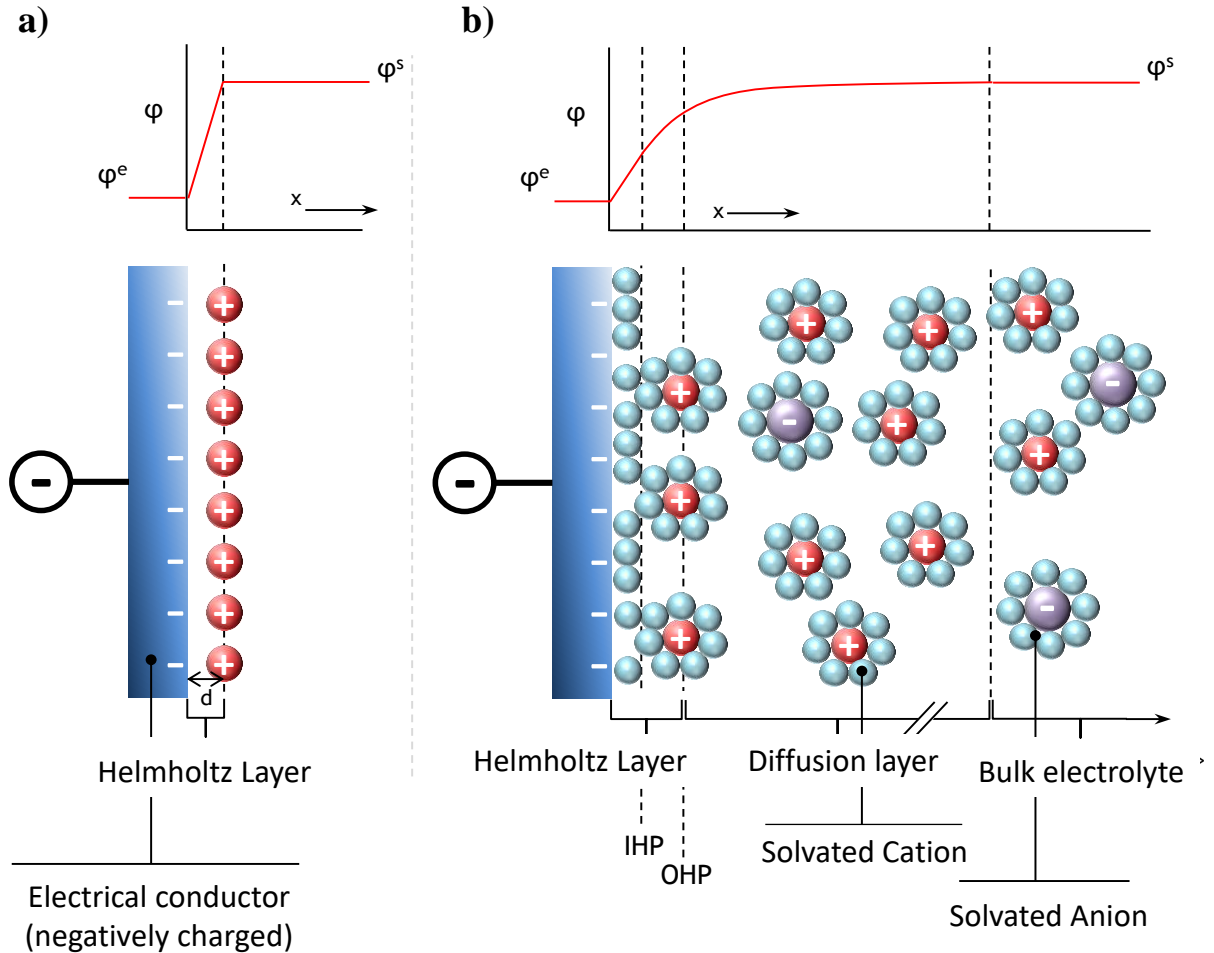 a)
φ
φˢ
φᵉ
x
d
Helmholtz Layer
Electrical conductor
(negatively charged)
b)
φ
φˢ
φᵉ
x
Helmholtz Layer
Diffusion layer
Bulk electrolyte
IHP
OHP
Solvated Cation
Solvated Anion